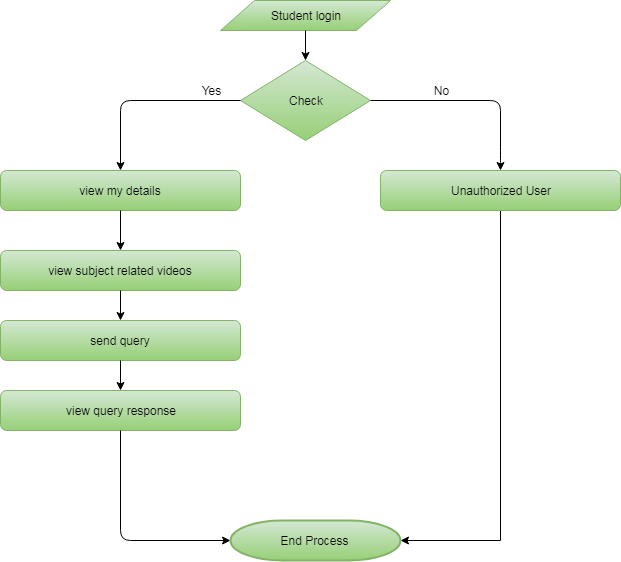 Student login
Check
Yes
No
view my details
Unauthorized User
view subject related videos
send query
view query response
End Process